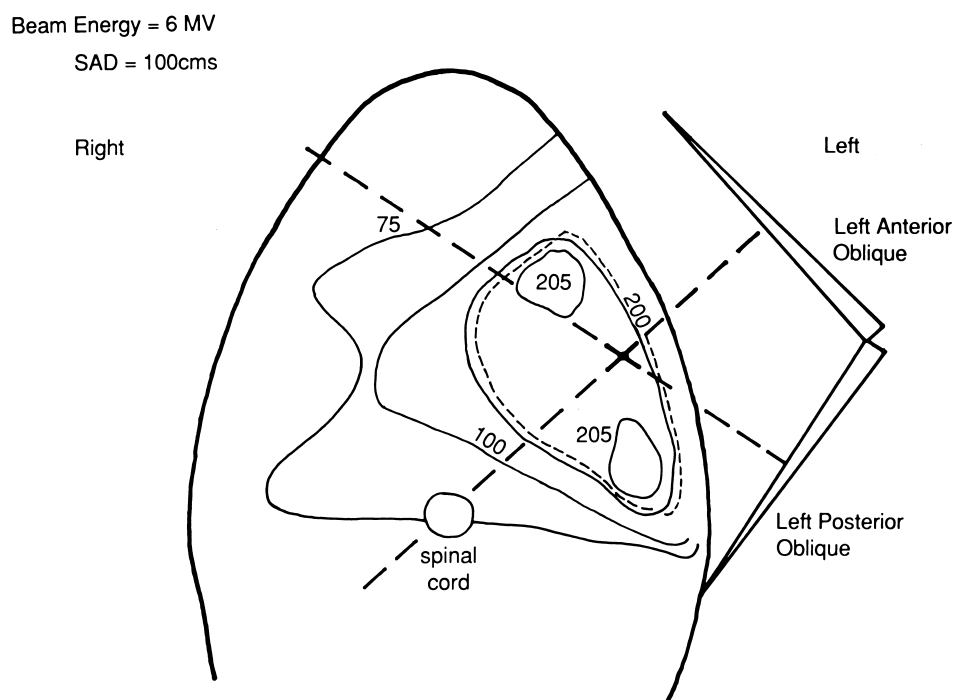 Beam Energy = 6 MV
SAD = 100cms
Right
Left
75
Left Anterior
Oblique
205
200
205
100
Left Posterior
Oblique
spinal
cord